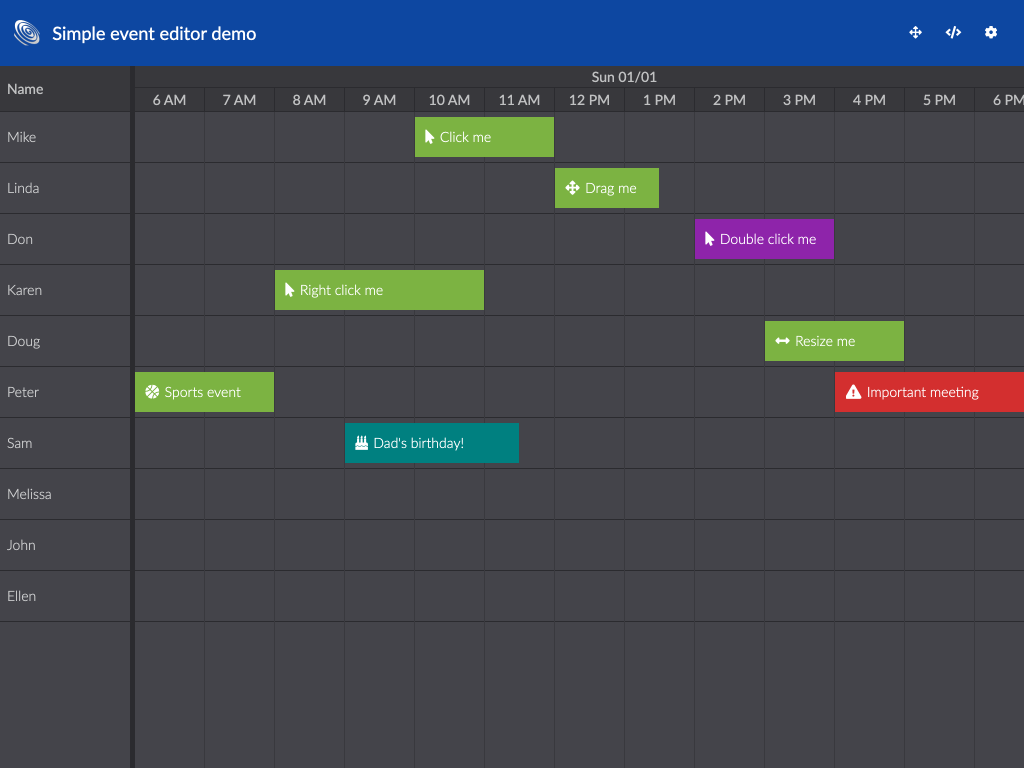 Simple event editor demo
Name
Sun 01/01
6 AM 7 AM 8 AM 9 AM 10 AM 11 AM 12 PM 1 PM 2 PM 3 PM 4 PM 5 PM 6 PM
Mike Click me
Linda Drag me
Don Double click me
Karen Right click me
Doug Resize me
Peter Sports event Important meeting
Sam Dad's birthday!
Melissa
John
Ellen